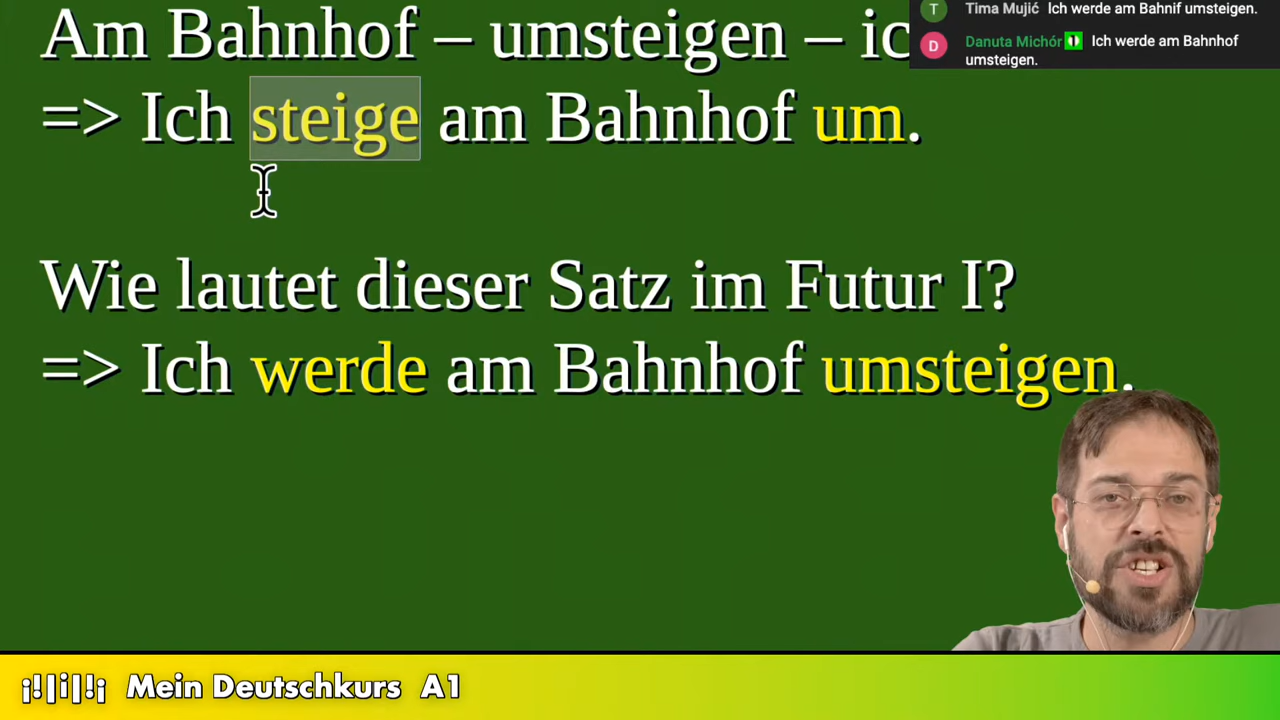 Am Bahnhof – umsteigen – ic
=> Ich steige am Bahnhof um.
Wie lautet dieser Satz im Futur I?
=> Ich werde am Bahnhof umsteigen.
T Tima Mujić Ich werde am Bahnif umsteigen.
D Danuta Michór Ich werde am Bahnhof
umsteigen.
¡!|i|!¡ Mein Deutschkurs A1